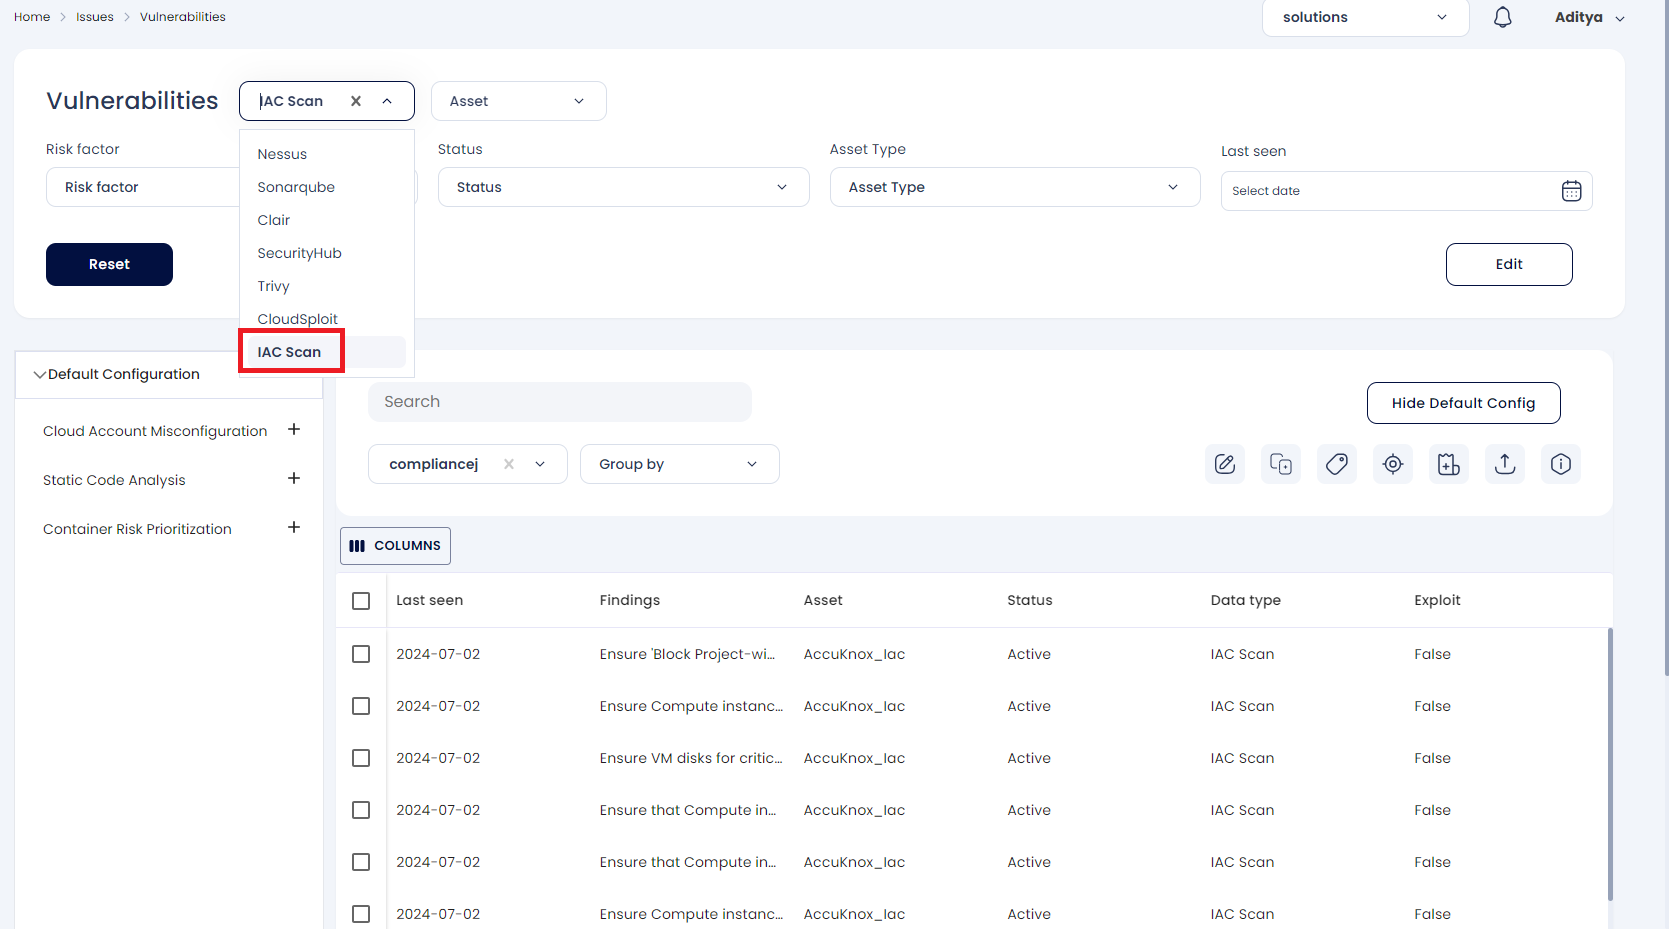 Home > Issues > Vulnerabilities
solutions
Aditya
Vulnerabilities
IAC Scan
Asset
Nessus
Sonarqube
Clair
SecurityHub
Trivy
CloudSploit
IAC Scan
Risk factor
Status
Asset Type
Last seen
Risk factor
Status
Asset Type
Select date
Reset
Edit
Default Configuration
Cloud Account Misconfiguration
Static Code Analysis
Container Risk Prioritization
Search
Hide Default Config
compliancej
Group by
COLUMNS
Last seen Findings Asset Status Data type Exploit
2024-07-02 Ensure 'Block Project-wi... AccuKnox_Iac Active IAC Scan False
2024-07-02 Ensure Compute instanc... AccuKnox_Iac Active IAC Scan False
2024-07-02 Ensure VM disks for critic... AccuKnox_Iac Active IAC Scan False
2024-07-02 Ensure that Compute in... AccuKnox_Iac Active IAC Scan False
2024-07-02 Ensure that Compute in... AccuKnox_Iac Active IAC Scan False
2024-07-02 Ensure Compute instanc... AccuKnox_Iac Active IAC Scan False